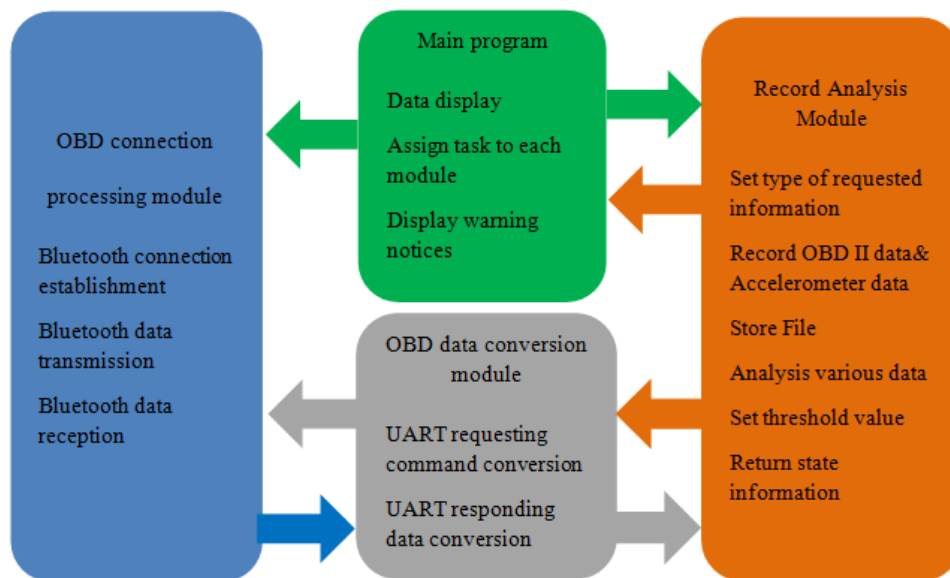 OBD connection
processing module
Bluetooth connection
establishment
Bluetooth data
transmission
Bluetooth data
reception
Main program
Data display
Assign task to each
module
Display warning
notices
OBD data conversion
module
UART requesting
command conversion
UART responding
data conversion
Record Analysis
Module
Set type of requested
information
Record OBD II data&
Accelerometer data
Store File
Analysis various data
Set threshold value
Return state
information